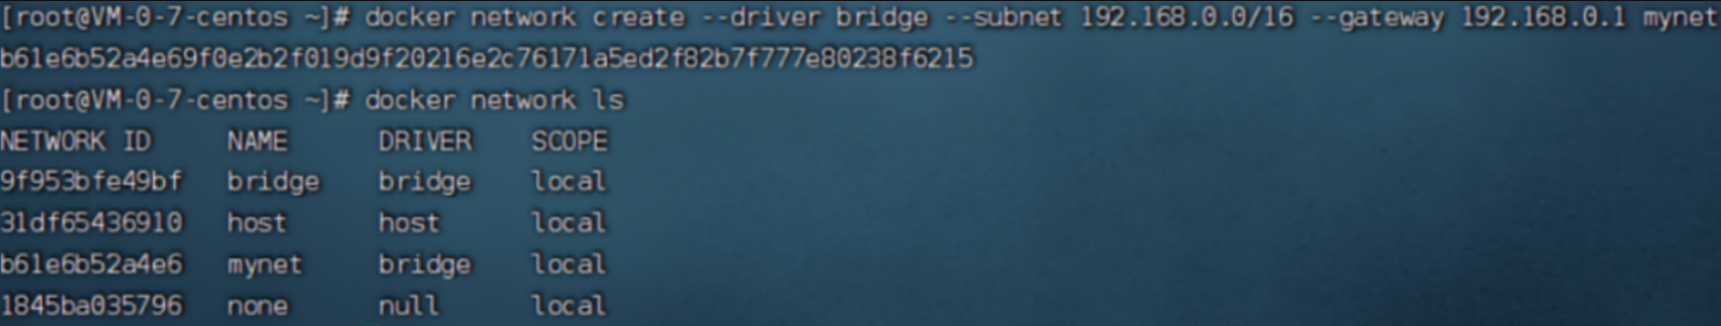 [root@VM-0-7-centos ~]# docker network create --driver bridge --subnet 192.168.0.0/16 --gateway 192.168.0.1 mynet
b61e6b52a4e69f0e2b2f019d9f20216e2c76171a5ed2f82b7f777e80238f6215
[root@VM-0-7-centos ~]# docker network ls
NETWORK ID NAME DRIVER SCOPE
9f953bfe49bf bridge bridge local
31df65436910 host host local
b61e6b52a4e6 mynet bridge local
1845ba035796 none null local